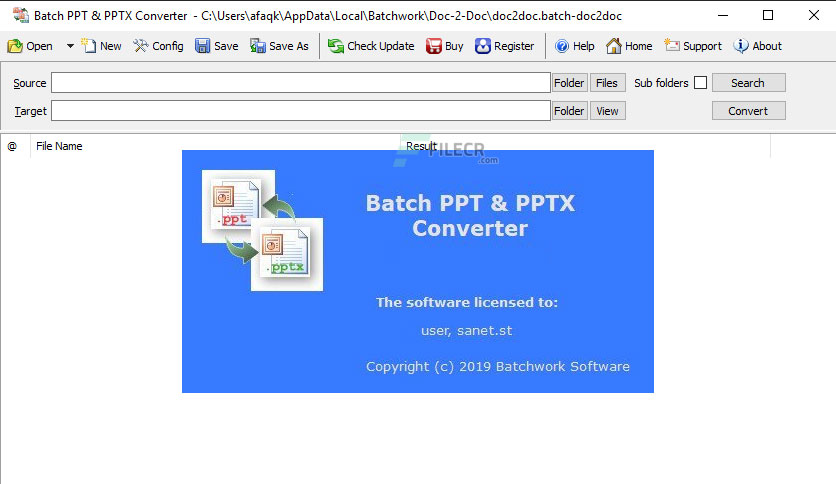 Batch PPT & PPTX Converter - C:\Users\afaqk\AppData\Local\Batchwork\Doc-2-Doc\doc2doc.batch-doc2doc
Open New Config Save Save As Check Update Buy Register Help Home Support About
Source Folder Files Sub folders Search
Target Folder View Convert
@ File Name Result
FILECR
.com
.ppt
.pptx
Batch PPT & PPTX
Converter
The software licensed to:
user, sanet.st
Copyright (c) 2019 Batchwork Software